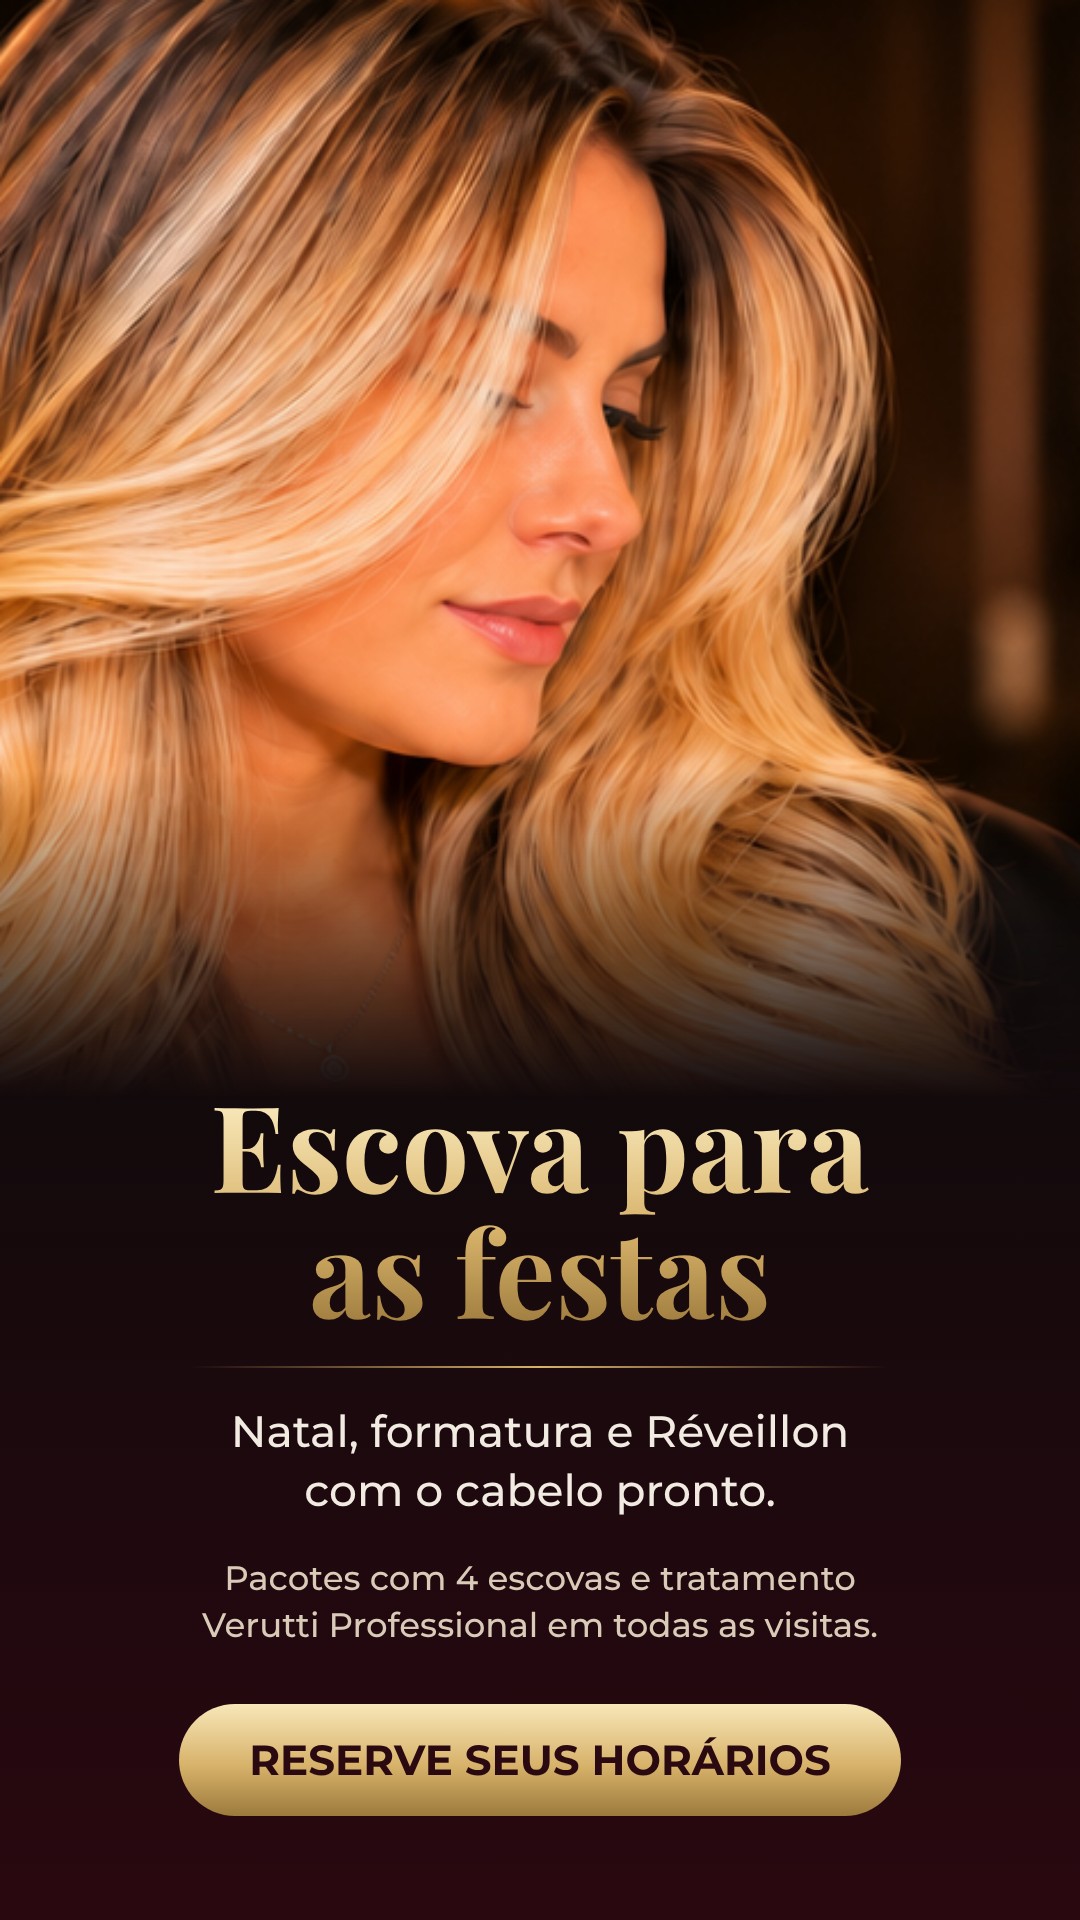 Escova para
as festas
Natal, formatura e Réveillon
com o cabelo pronto.
Pacotes com 4 escovas e tratamento
Verutti Professional em todas as visitas.
RESERVE SEUS HORÁRIOS